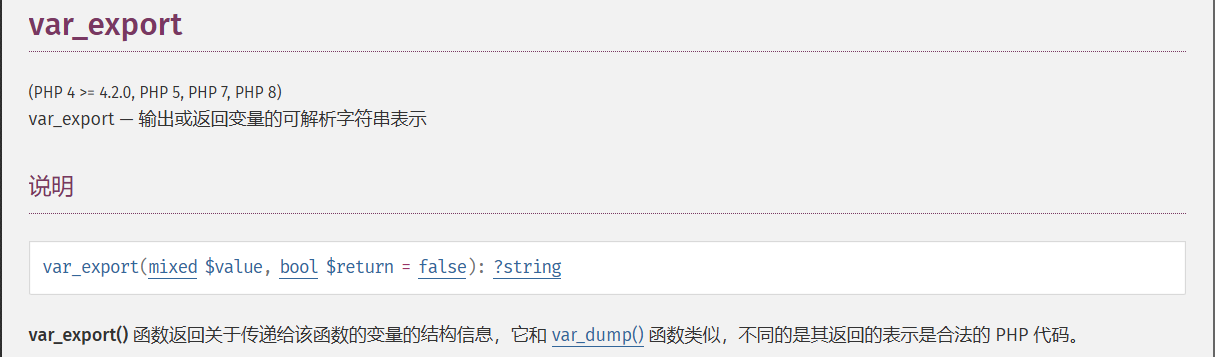 var_export
(PHP 4 >= 4.2.0, PHP 5, PHP 7, PHP 8)
var_export — 输出或返回变量的可解析字符串表示
说明
var_export(mixed $value, bool $return = false): ?string
var_export() 函数返回关于传递给该函数的变量的结构信息，它和 var_dump() 函数类似，不同的是其返回的表示是合法的 PHP 代码。